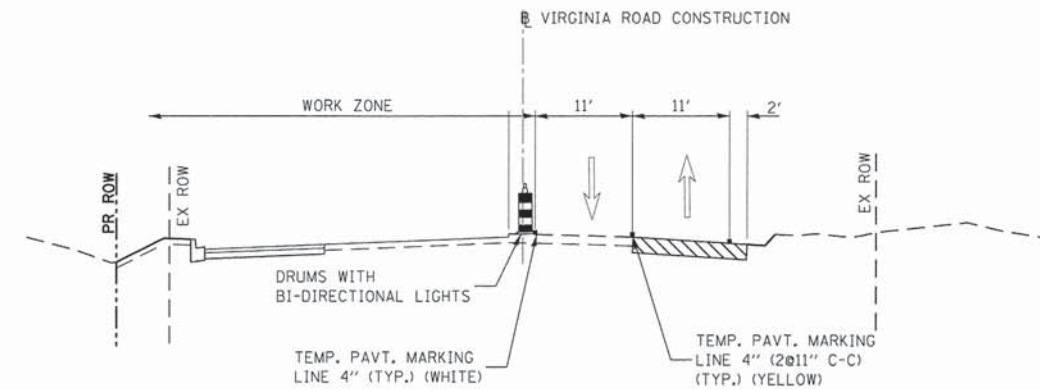 ℄ VIRGINIA ROAD CONSTRUCTION
WORK ZONE
11'
11'
2'
PR ROW
EX ROW
EX ROW
DRUMS WITH
BI-DIRECTIONAL LIGHTS
TEMP. PAVT. MARKING
LINE 4'' (TYP.) (WHITE)
TEMP. PAVT. MARKING
LINE 4'' (2@11'' C-C)
(TYP.) (YELLOW)